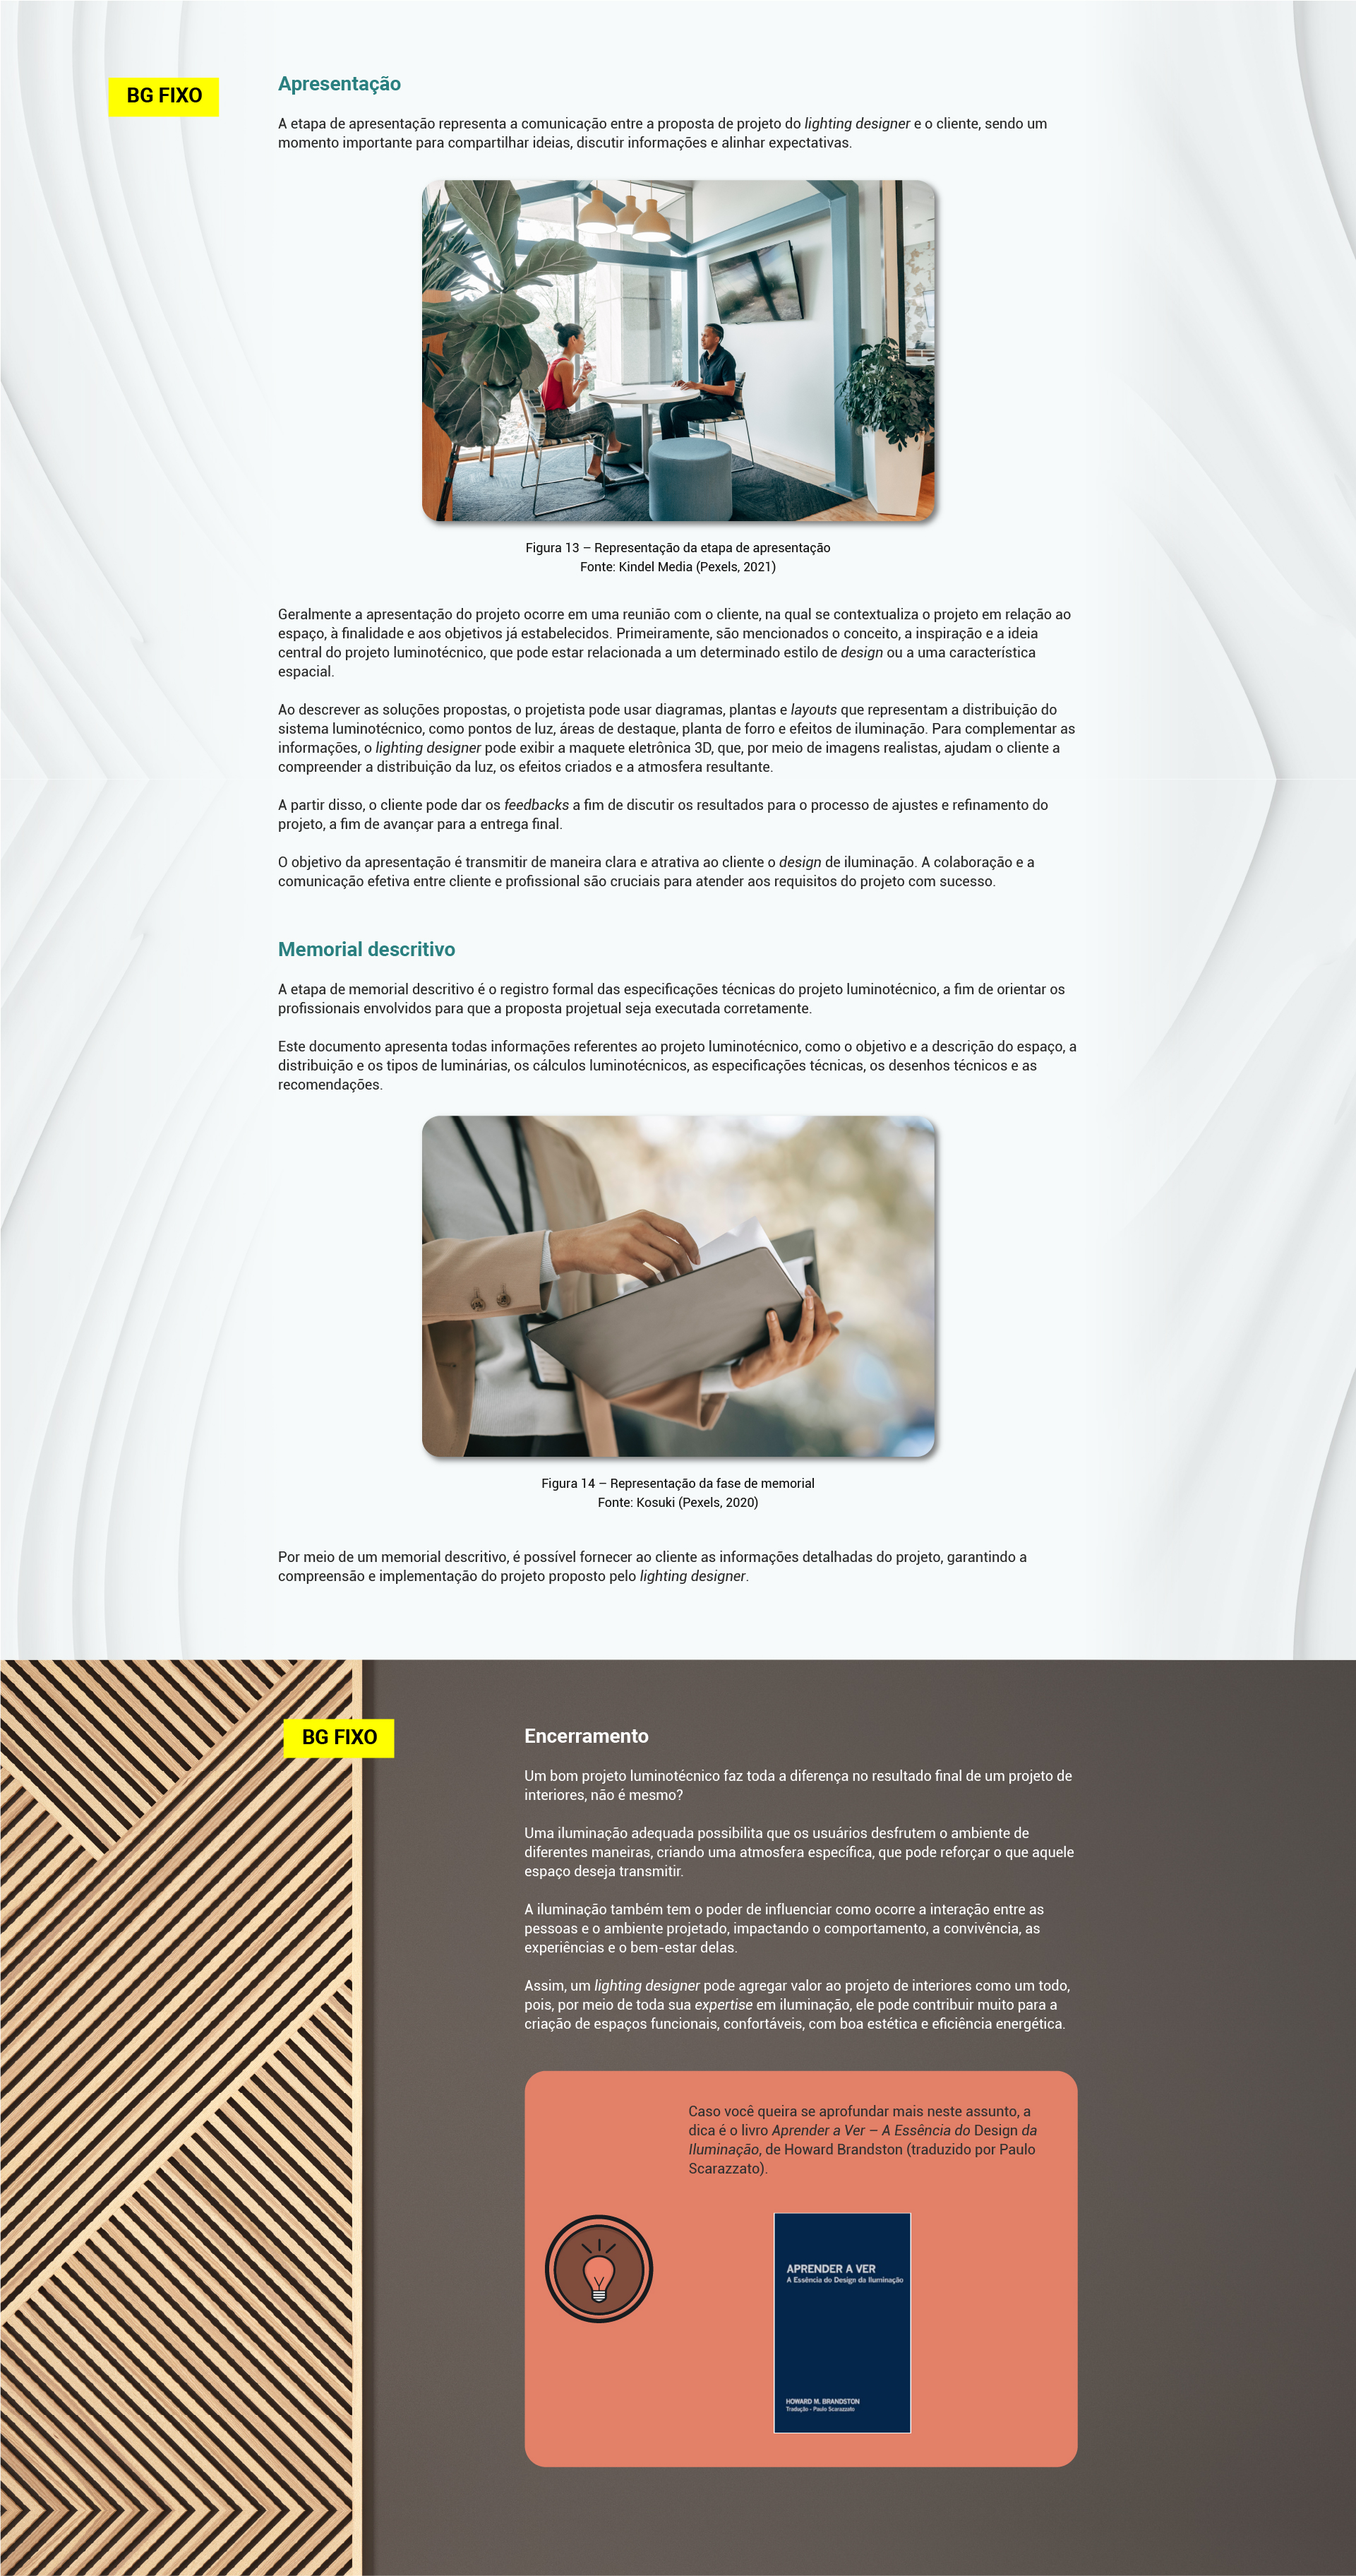 BG FIXO
Apresentação
A etapa de apresentação representa a comunicação entre a proposta de projeto do lighting designer e o cliente, sendo um
momento importante para compartilhar ideias, discutir informações e alinhar expectativas.
Figura 13 – Representação da etapa de apresentação
Fonte: Kindel Media (Pexels, 2021)
Geralmente a apresentação do projeto ocorre em uma reunião com o cliente, na qual se contextualiza o projeto em relação ao
espaço, à finalidade e aos objetivos já estabelecidos. Primeiramente, são mencionados o conceito, a inspiração e a ideia
central do projeto luminotécnico, que pode estar relacionada a um determinado estilo de design ou a uma característica
espacial.
Ao descrever as soluções propostas, o projetista pode usar diagramas, plantas e layouts que representam a distribuição do
sistema luminotécnico, como pontos de luz, áreas de destaque, planta de forro e efeitos de iluminação. Para complementar as
informações, o lighting designer pode exibir a maquete eletrônica 3D, que, por meio de imagens realistas, ajudam o cliente a
compreender a distribuição da luz, os efeitos criados e a atmosfera resultante.
A partir disso, o cliente pode dar os feedbacks a fim de discutir os resultados para o processo de ajustes e refinamento do
projeto, a fim de avançar para a entrega final.
O objetivo da apresentação é transmitir de maneira clara e atrativa ao cliente o design de iluminação. A colaboração e a
comunicação efetiva entre cliente e profissional são cruciais para atender aos requisitos do projeto com sucesso.
Memorial descritivo
A etapa de memorial descritivo é o registro formal das especificações técnicas do projeto luminotécnico, a fim de orientar os
profissionais envolvidos para que a proposta projetual seja executada corretamente.
Este documento apresenta todas informações referentes ao projeto luminotécnico, como o objetivo e a descrição do espaço, a
distribuição e os tipos de luminárias, os cálculos luminotécnicos, as especificações técnicas, os desenhos técnicos e as
recomendações.
Figura 14 – Representação da fase de memorial
Fonte: Kosuki (Pexels, 2020)
Por meio de um memorial descritivo, é possível fornecer ao cliente as informações detalhadas do projeto, garantindo a
compreensão e implementação do projeto proposto pelo lighting designer.
BG FIXO
Encerramento
Um bom projeto luminotécnico faz toda a diferença no resultado final de um projeto de
interiores, não é mesmo?
Uma iluminação adequada possibilita que os usuários desfrutem o ambiente de
diferentes maneiras, criando uma atmosfera específica, que pode reforçar o que aquele
espaço deseja transmitir.
A iluminação também tem o poder de influenciar como ocorre a interação entre as
pessoas e o ambiente projetado, impactando o comportamento, a convivência, as
experiências e o bem-estar delas.
Assim, um lighting designer pode agregar valor ao projeto de interiores como um todo,
pois, por meio de toda sua expertise em iluminação, ele pode contribuir muito para a
criação de espaços funcionais, confortáveis, com boa estética e eficiência energética.
Caso você queira se aprofundar mais neste assunto, a
dica é o livro Aprender a Ver – A Essência do Design da
Iluminação, de Howard Brandston (traduzido por Paulo
Scarazzato).
APRENDER A VER
A Essência do Design da Iluminação
HOWARD M. BRANDSTON
Tradução - Paulo Scarazzato